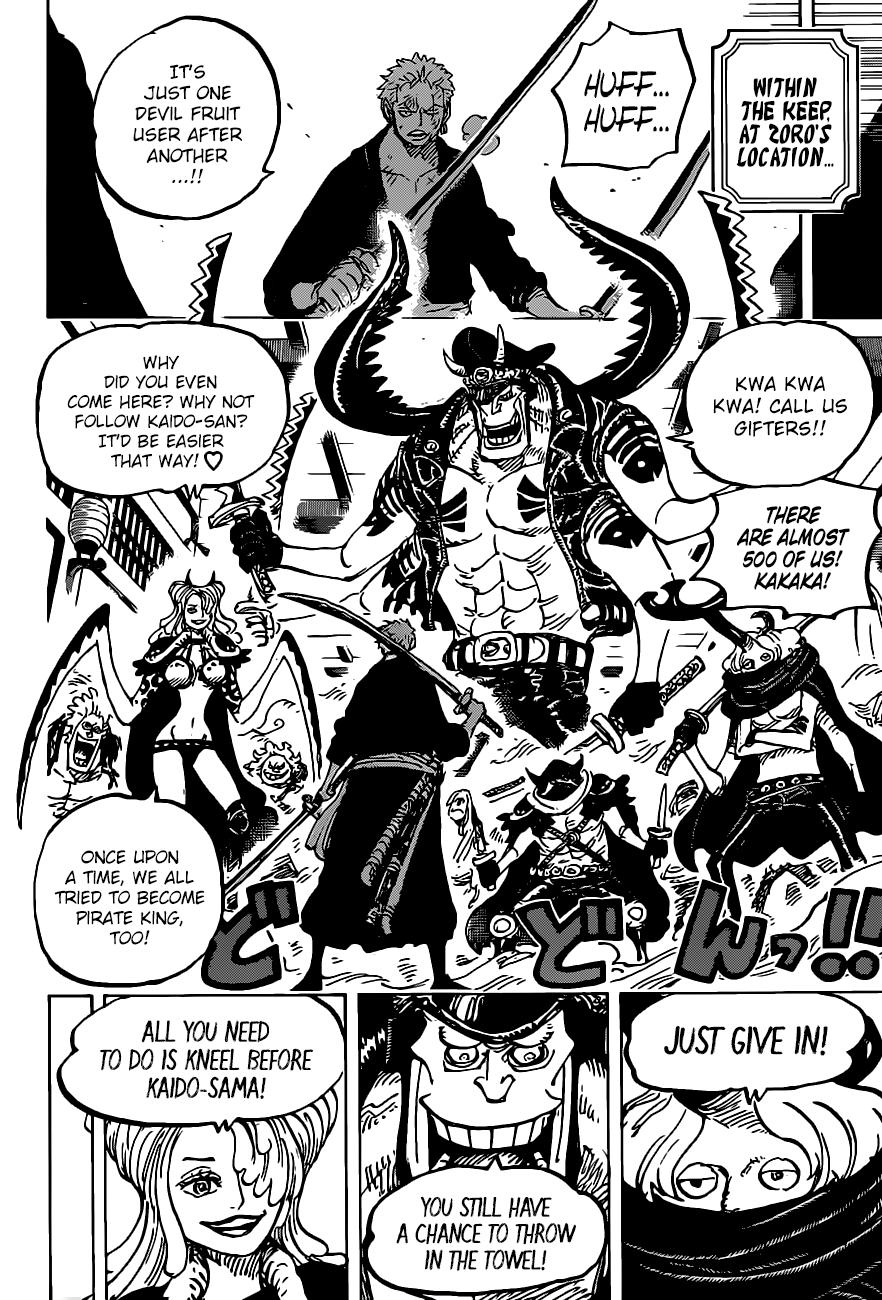 WITHIN
THE KEEP,
AT ZORO'S
LOCATION...
HUFF...
HUFF...
IT'S
JUST ONE
DEVIL FRUIT
USER AFTER
ANOTHER
...!!
KWA KWA
KWA! CALL US
GIFTERS!!
THERE
ARE ALMOST
500 OF US!
KAKAKA!
WHY
DID YOU EVEN
COME HERE? WHY NOT
FOLLOW KAIDO-SAN?
IT'D BE EASIER
THAT WAY! ♡
ONCE UPON
A TIME, WE ALL
TRIED TO BECOME
PIRATE KING,
TOO!
どどんっ!!
JUST GIVE IN!
YOU STILL HAVE
A CHANCE TO THROW
IN THE TOWEL!
ALL YOU NEED
TO DO IS KNEEL BEFORE
KAIDO-SAMA!